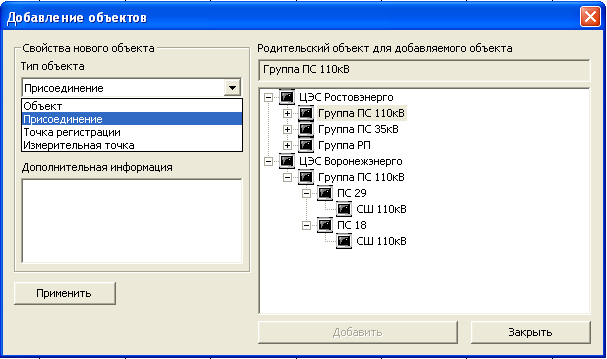 Добавление объектов
Свойства нового объекта
Тип объекта
Присоединение
Объект
Присоединение
Точка регистрации
Измерительная точка
Дополнительная информация
Применить
Родительский объект для добавляемого объекта
Группа ПС 110кВ
ЦЭС Ростовэнерго
Группа ПС 110кВ
Группа ПС 35кВ
Группа РП
ЦЭС Воронежэнерго
Группа ПС 110кВ
ПС 29
СШ 110кВ
ПС 18
СШ 110кВ
Добавить
Закрыть